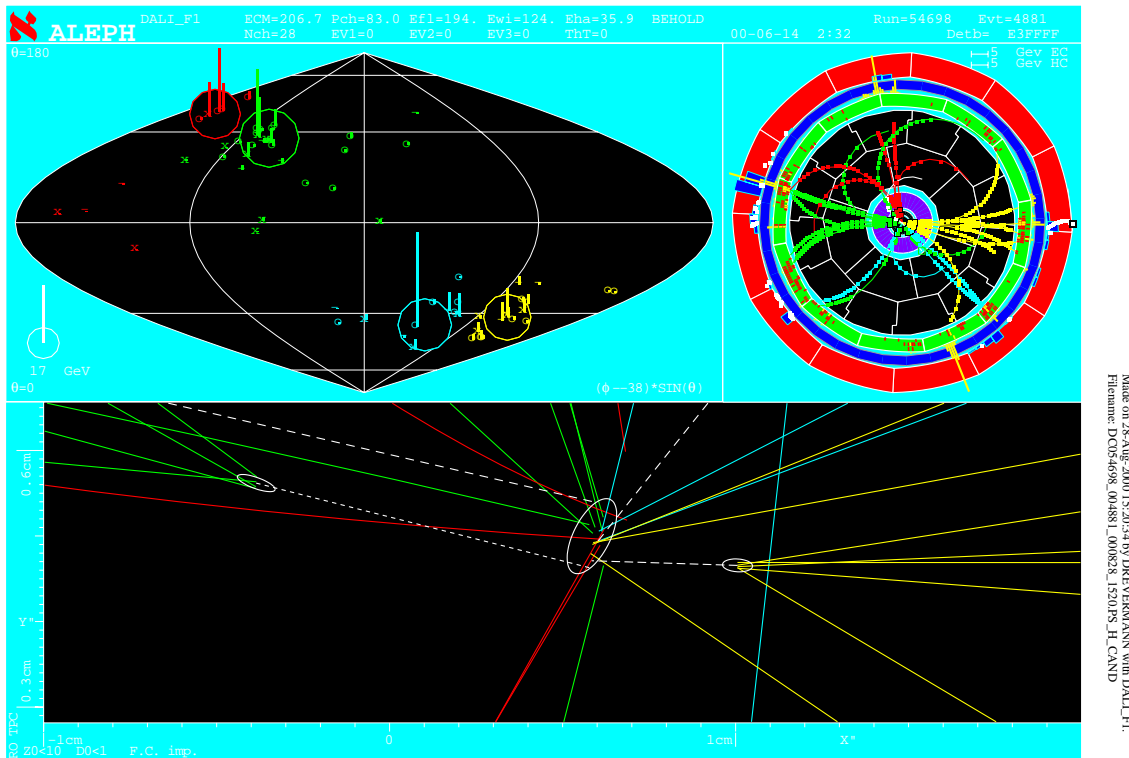 DALI_F1 ECM=206.7 Pch=83.0 Efl=194. Ewi=124. Eha=35.9 BEHOLD Run=54698 Evt=4881
ALEPH Nch=28 EV1=0 EV2=0 EV3=0 ThT=0 00-06-14 2:32 Detb= E3FFFF
θ=180
5 Gev EC
5 Gev HC
17 GeV
θ=0
(φ--38)*SIN(θ)
0.6cm
Y"
0.3cm
RO TPC
-1cm 0 1cm X"
Z0<10 D0<1 F.C. imp.
Made on 28-Aug-2000 15:20:54 by DREVERMANN with DALI_F1.
Filename: DC054698_004881_000828_1520.PS_H_CAND